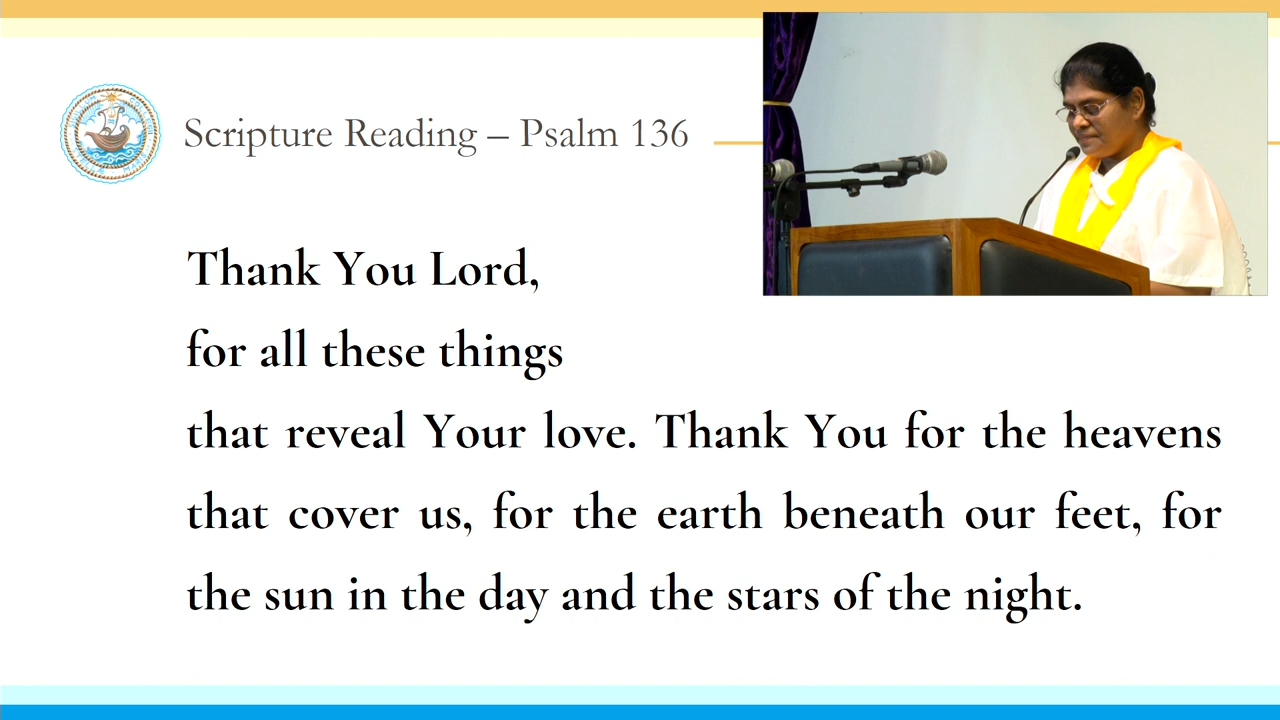 Scripture Reading – Psalm 136
Thank You Lord,
for all these things
that reveal Your love. Thank You for the heavens
that cover us, for the earth beneath our feet, for
the sun in the day and the stars of the night.